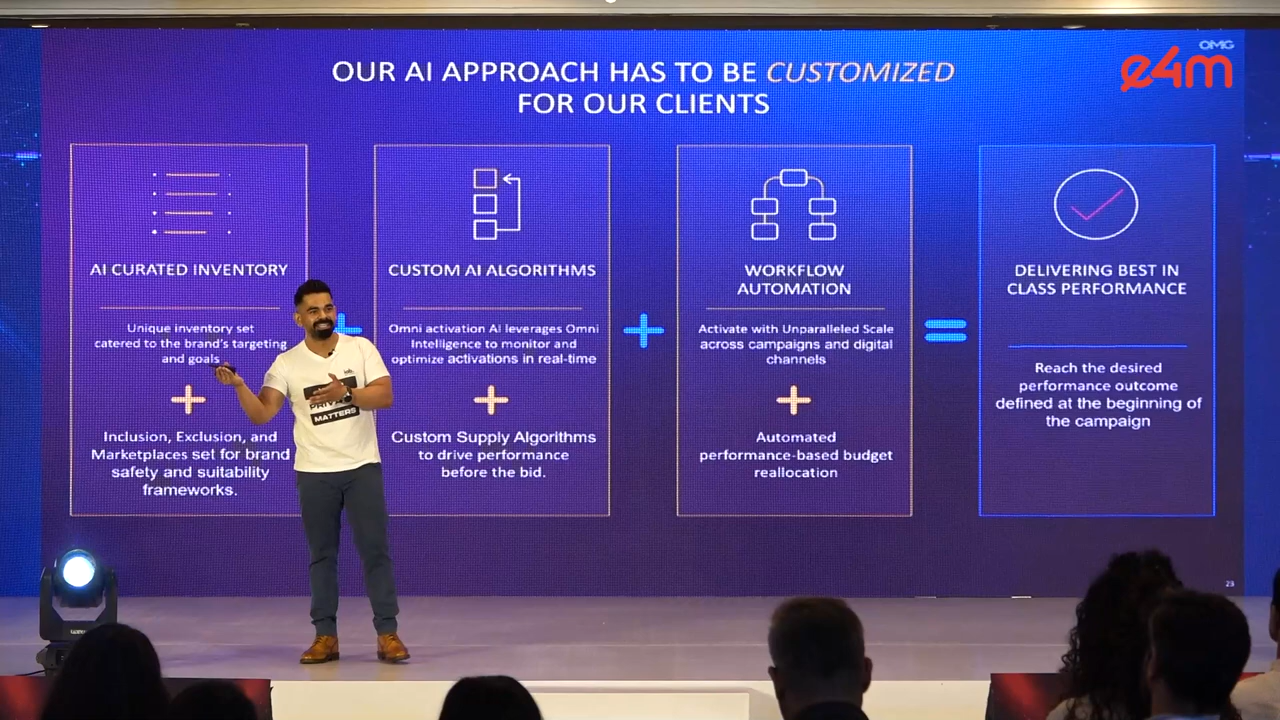 OMG
e4m
OUR AI APPROACH HAS TO BE CUSTOMIZED
FOR OUR CLIENTS
AI CURATED INVENTORY
Unique inventory set
catered to the brand's targeting
and goals
+
Inclusion, Exclusion, and
Marketplaces set for brand
safety and suitability
frameworks.
+
CUSTOM AI ALGORITHMS
Omni activation AI leverages Omni
Intelligence to monitor and
optimize activations in real-time
+
Custom Supply Algorithms
to drive performance
before the bid.
+
WORKFLOW
AUTOMATION
Activate with Unparalleled Scale
across campaigns and digital
channels
+
Automated
performance-based budget
reallocation
=
DELIVERING BEST IN
CLASS PERFORMANCE
Reach the desired
performance outcome
defined at the beginning of
the campaign
23
MATTERS